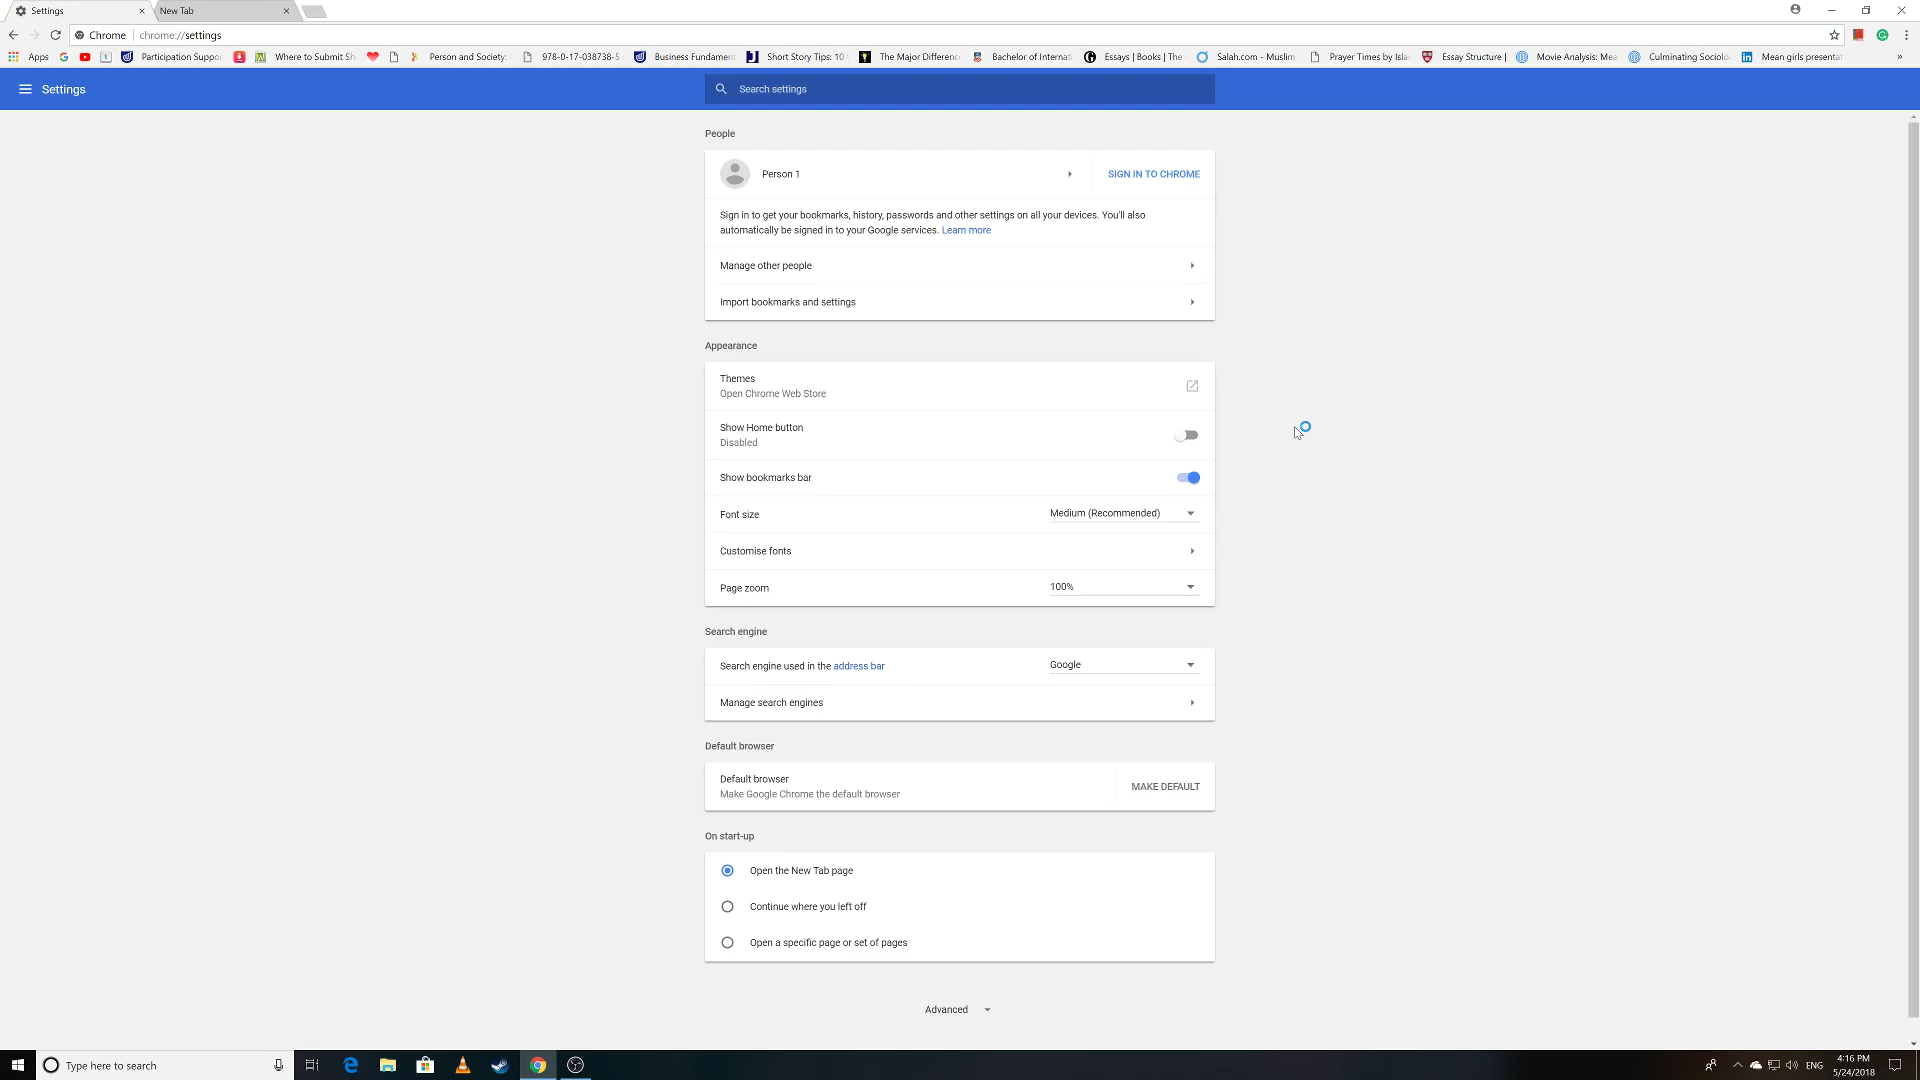 Settings
New Tab
Chrome chrome://settings
Apps
Participation Suppo
Where to Submit Sh
Person and Society:
978-0-17-038738-5
Business Fundament
Short Story Tips: 10
The Major Differenc
Bachelor of Internati
Essays | Books | The
Salah.com - Muslim
Prayer Times by Isla
Essay Structure |
Movie Analysis: Mea
Culminating Sociolo
Mean girls presentat
»
Settings
Search settings
People
Person 1
SIGN IN TO CHROME
Sign in to get your bookmarks, history, passwords and other settings on all your devices. You'll also
automatically be signed in to your Google services. Learn more
Manage other people
Import bookmarks and settings
Appearance
Themes
Open Chrome Web Store
Show Home button
Disabled
Show bookmarks bar
Font size
Medium (Recommended)
Customise fonts
Page zoom
100%
Search engine
Search engine used in the address bar
Google
Manage search engines
Default browser
Default browser
Make Google Chrome the default browser
MAKE DEFAULT
On start-up
Open the New Tab page
Continue where you left off
Open a specific page or set of pages
Advanced
Type here to search
ENG
4:16 PM
5/24/2018